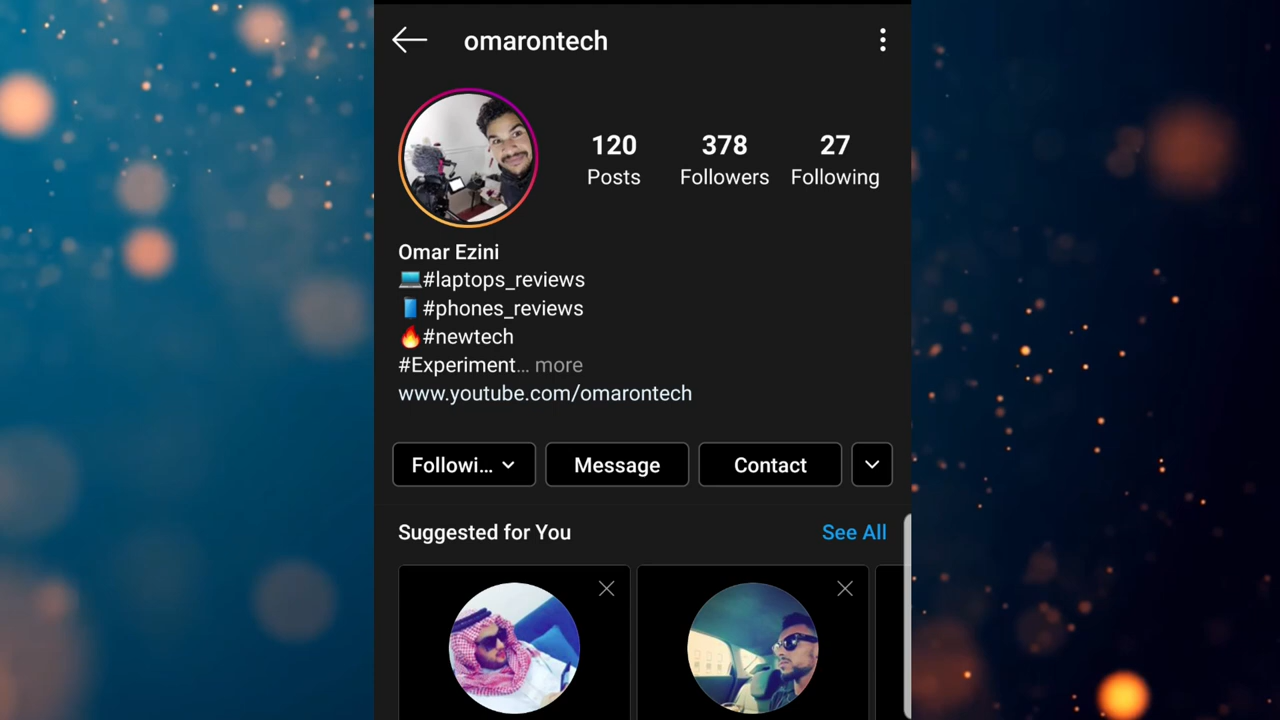 omarontech
120 378 27
Posts Followers Following
Omar Ezini
💻#laptops_reviews
📱#phones_reviews
🔥#newtech
#Experiment… more
www.youtube.com/omarontech
Followi… Message Contact
Suggested for You See All